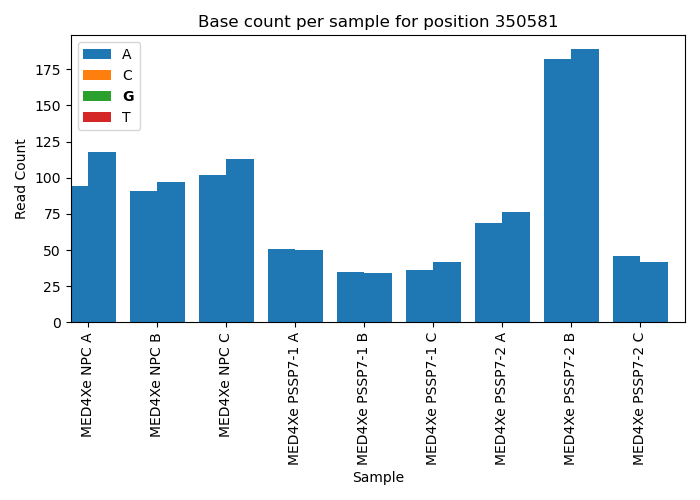 Base count per sample for position 350581
A
C
G
T
Read Count
175
150
125
100
75
50
25
0
MED4Xe NPC A
MED4Xe NPC B
MED4Xe NPC C
MED4Xe PSSP7-1 A
MED4Xe PSSP7-1 B
MED4Xe PSSP7-1 C
MED4Xe PSSP7-2 A
MED4Xe PSSP7-2 B
MED4Xe PSSP7-2 C
Sample